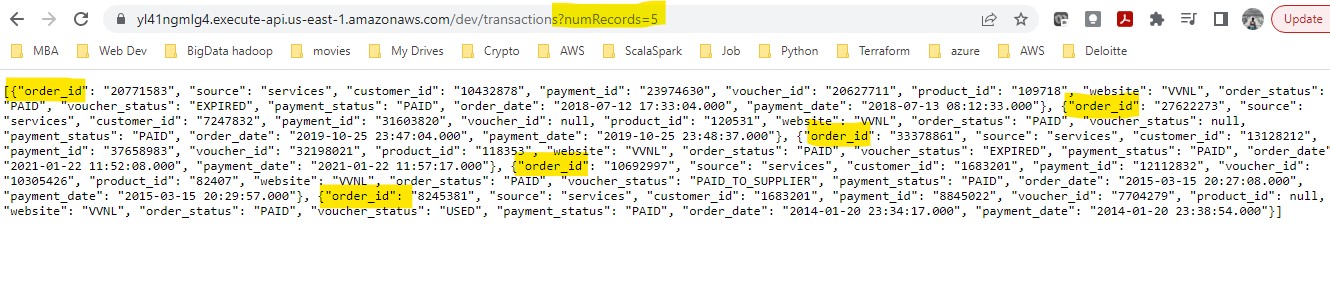 yl41ngmlg4.execute-api.us-east-1.amazonaws.com/dev/transactions?numRecords=5
Update
MBA Web Dev BigData hadoop movies My Drives Crypto AWS ScalaSpark Job Python Terraform azure AWS Deloitte
[{"order_id": "20771583", "source": "services", "customer_id": "10432878", "payment_id": "23974630", "voucher_id": "20627711", "product_id": "109718", "website": "VVNL", "order_status":
"PAID", "voucher_status": "EXPIRED", "payment_status": "PAID", "order_date": "2018-07-12 17:33:04.000", "payment_date": "2018-07-13 08:12:33.000"}, {"order_id": "27622273", "source":
"services", "customer_id": "7247832", "payment_id": "31603820", "voucher_id": null, "product_id": "120531", "website": "VVNL", "order_status": "PAID", "voucher_status": null,
"payment_status": "PAID", "order_date": "2019-10-25 23:47:04.000", "payment_date": "2019-10-25 23:48:37.000"}, {"order_id": "33378861", "source": "services", "customer_id": "13128212",
"payment_id": "37658983", "voucher_id": "32198021", "product_id": "118353", "website": "VVNL", "order_status": "PAID", "voucher_status": "EXPIRED", "payment_status": "PAID", "order_date":
"2021-01-22 11:52:08.000", "payment_date": "2021-01-22 11:57:17.000"}, {"order_id": "10692997", "source": "services", "customer_id": "1683201", "payment_id": "12112832", "voucher_id":
"10305426", "product_id": "82407", "website": "VVNL", "order_status": "PAID", "voucher_status": "PAID_TO_SUPPLIER", "payment_status": "PAID", "order_date": "2015-03-15 20:27:08.000",
"payment_date": "2015-03-15 20:29:57.000"}, {"order_id": "8245381", "source": "services", "customer_id": "1683201", "payment_id": "8845022", "voucher_id": "7704279", "product_id": null,
"website": "VVNL", "order_status": "PAID", "voucher_status": "USED", "payment_status": "PAID", "order_date": "2014-01-20 23:34:17.000", "payment_date": "2014-01-20 23:38:54.000"}]